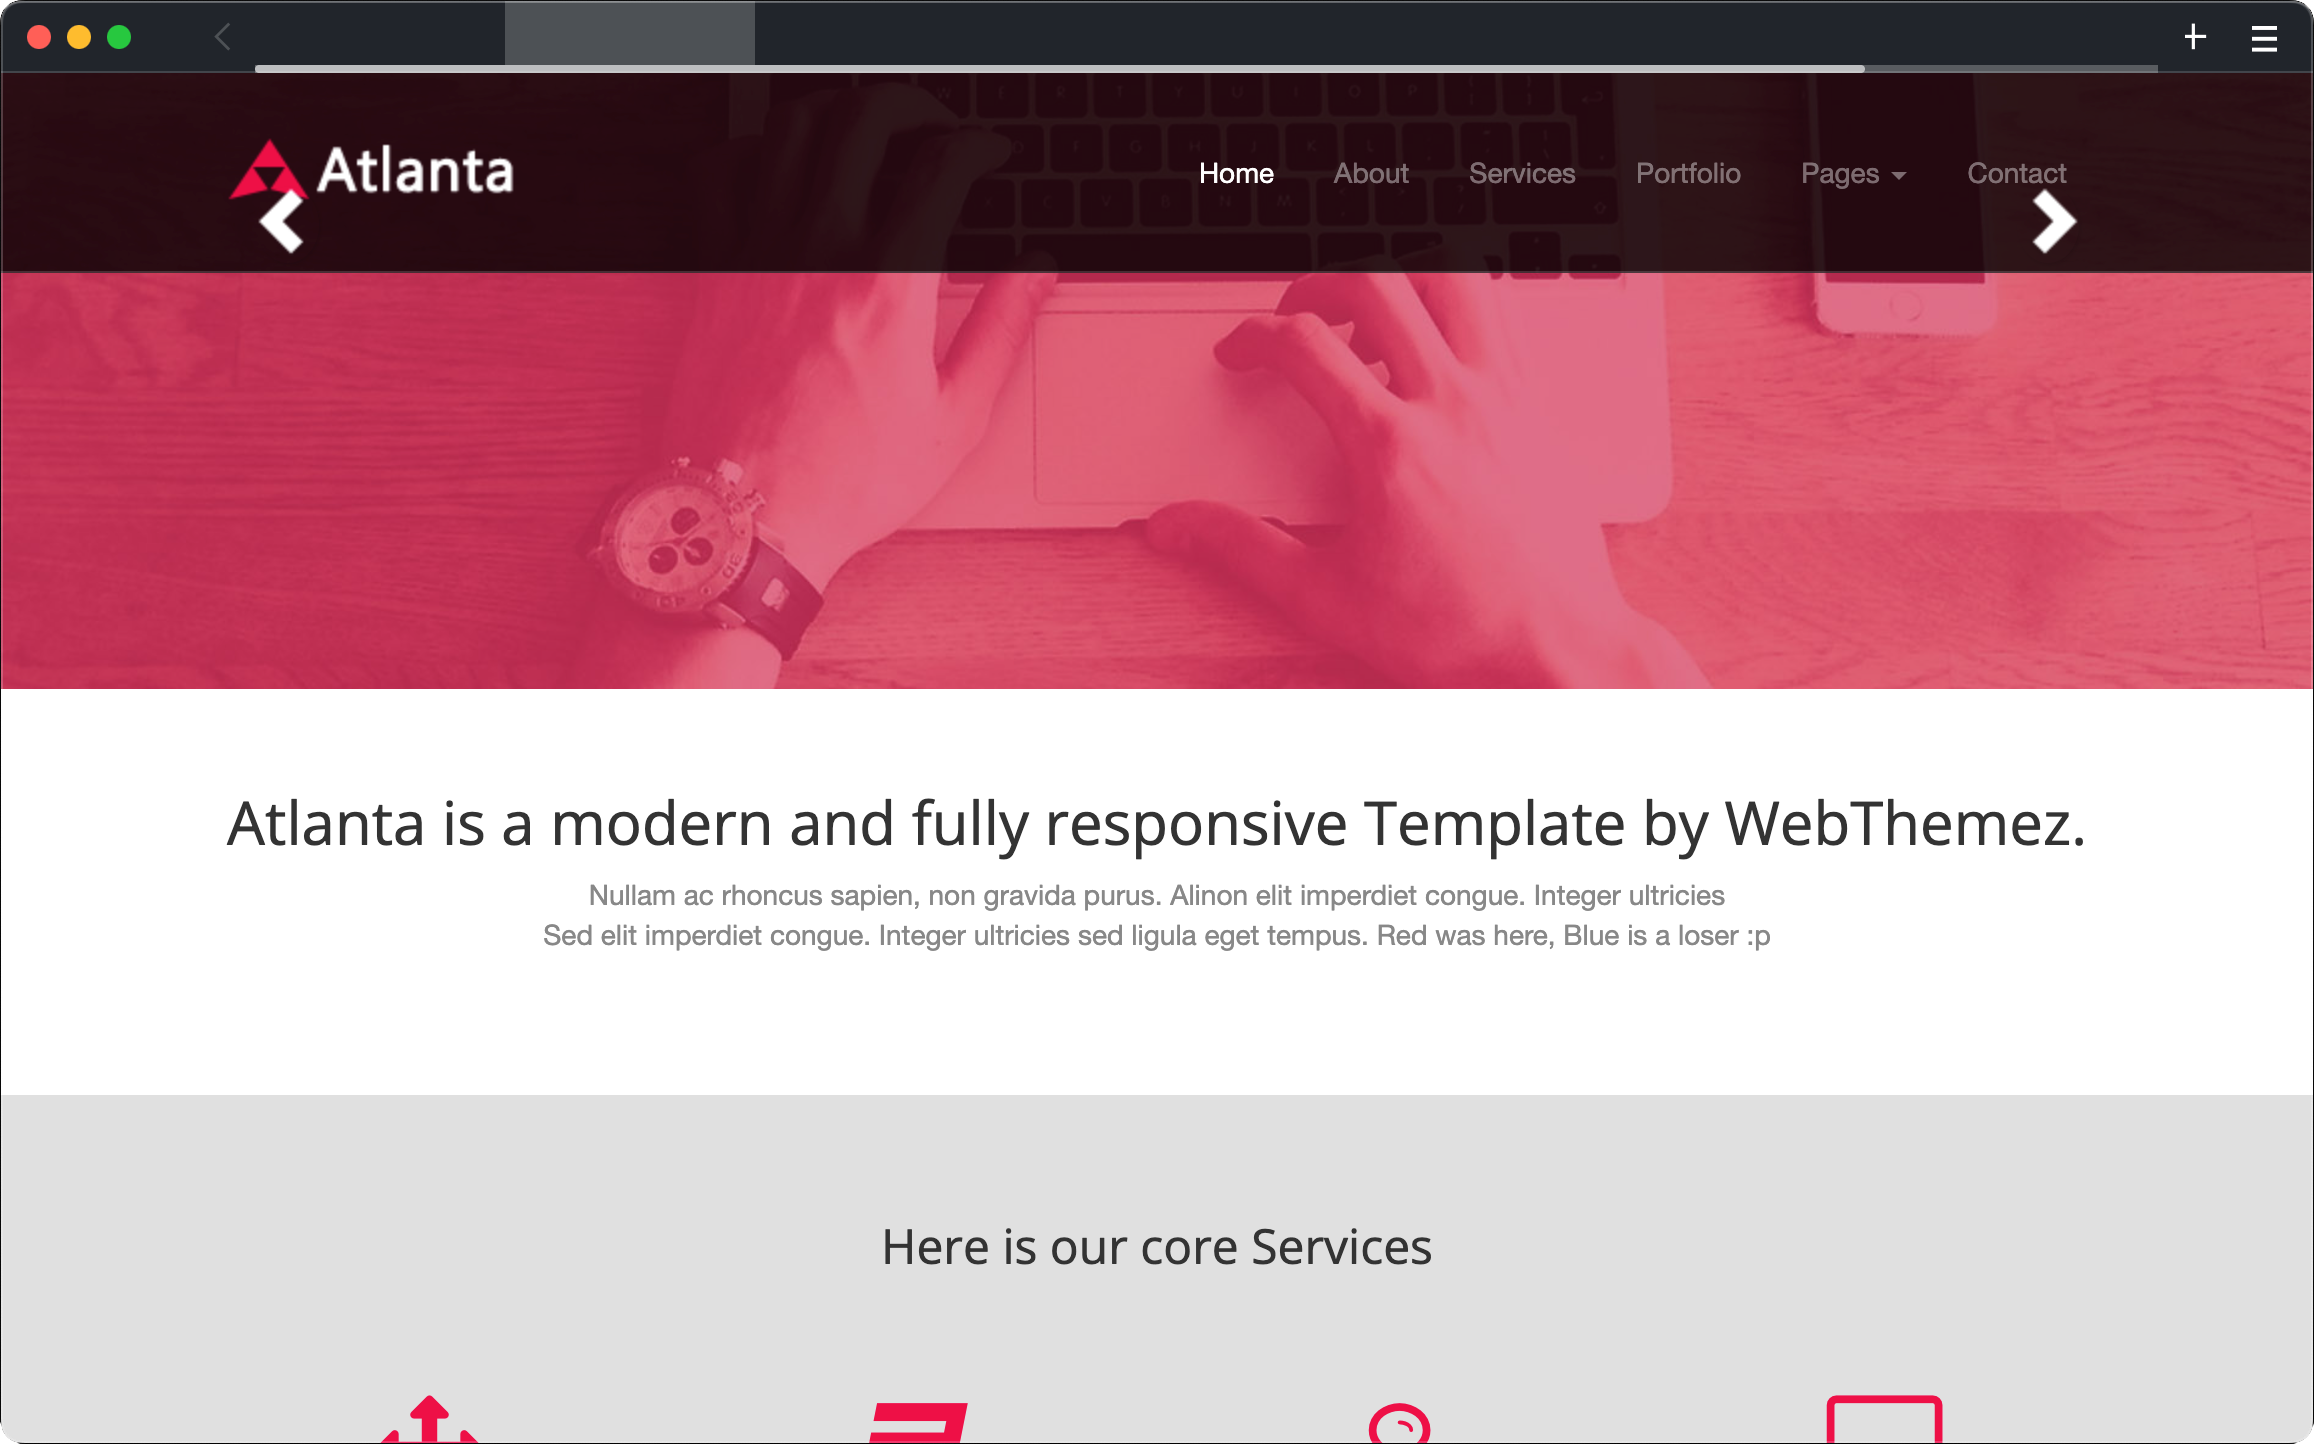 Atlanta
Home About Services Portfolio Pages Contact
Atlanta is a modern and fully responsive Template by WebThemez.
Nullam ac rhoncus sapien, non gravida purus. Alinon elit imperdiet congue. Integer ultricies
Sed elit imperdiet congue. Integer ultricies sed ligula eget tempus. Red was here, Blue is a loser :p
Here is our core Services